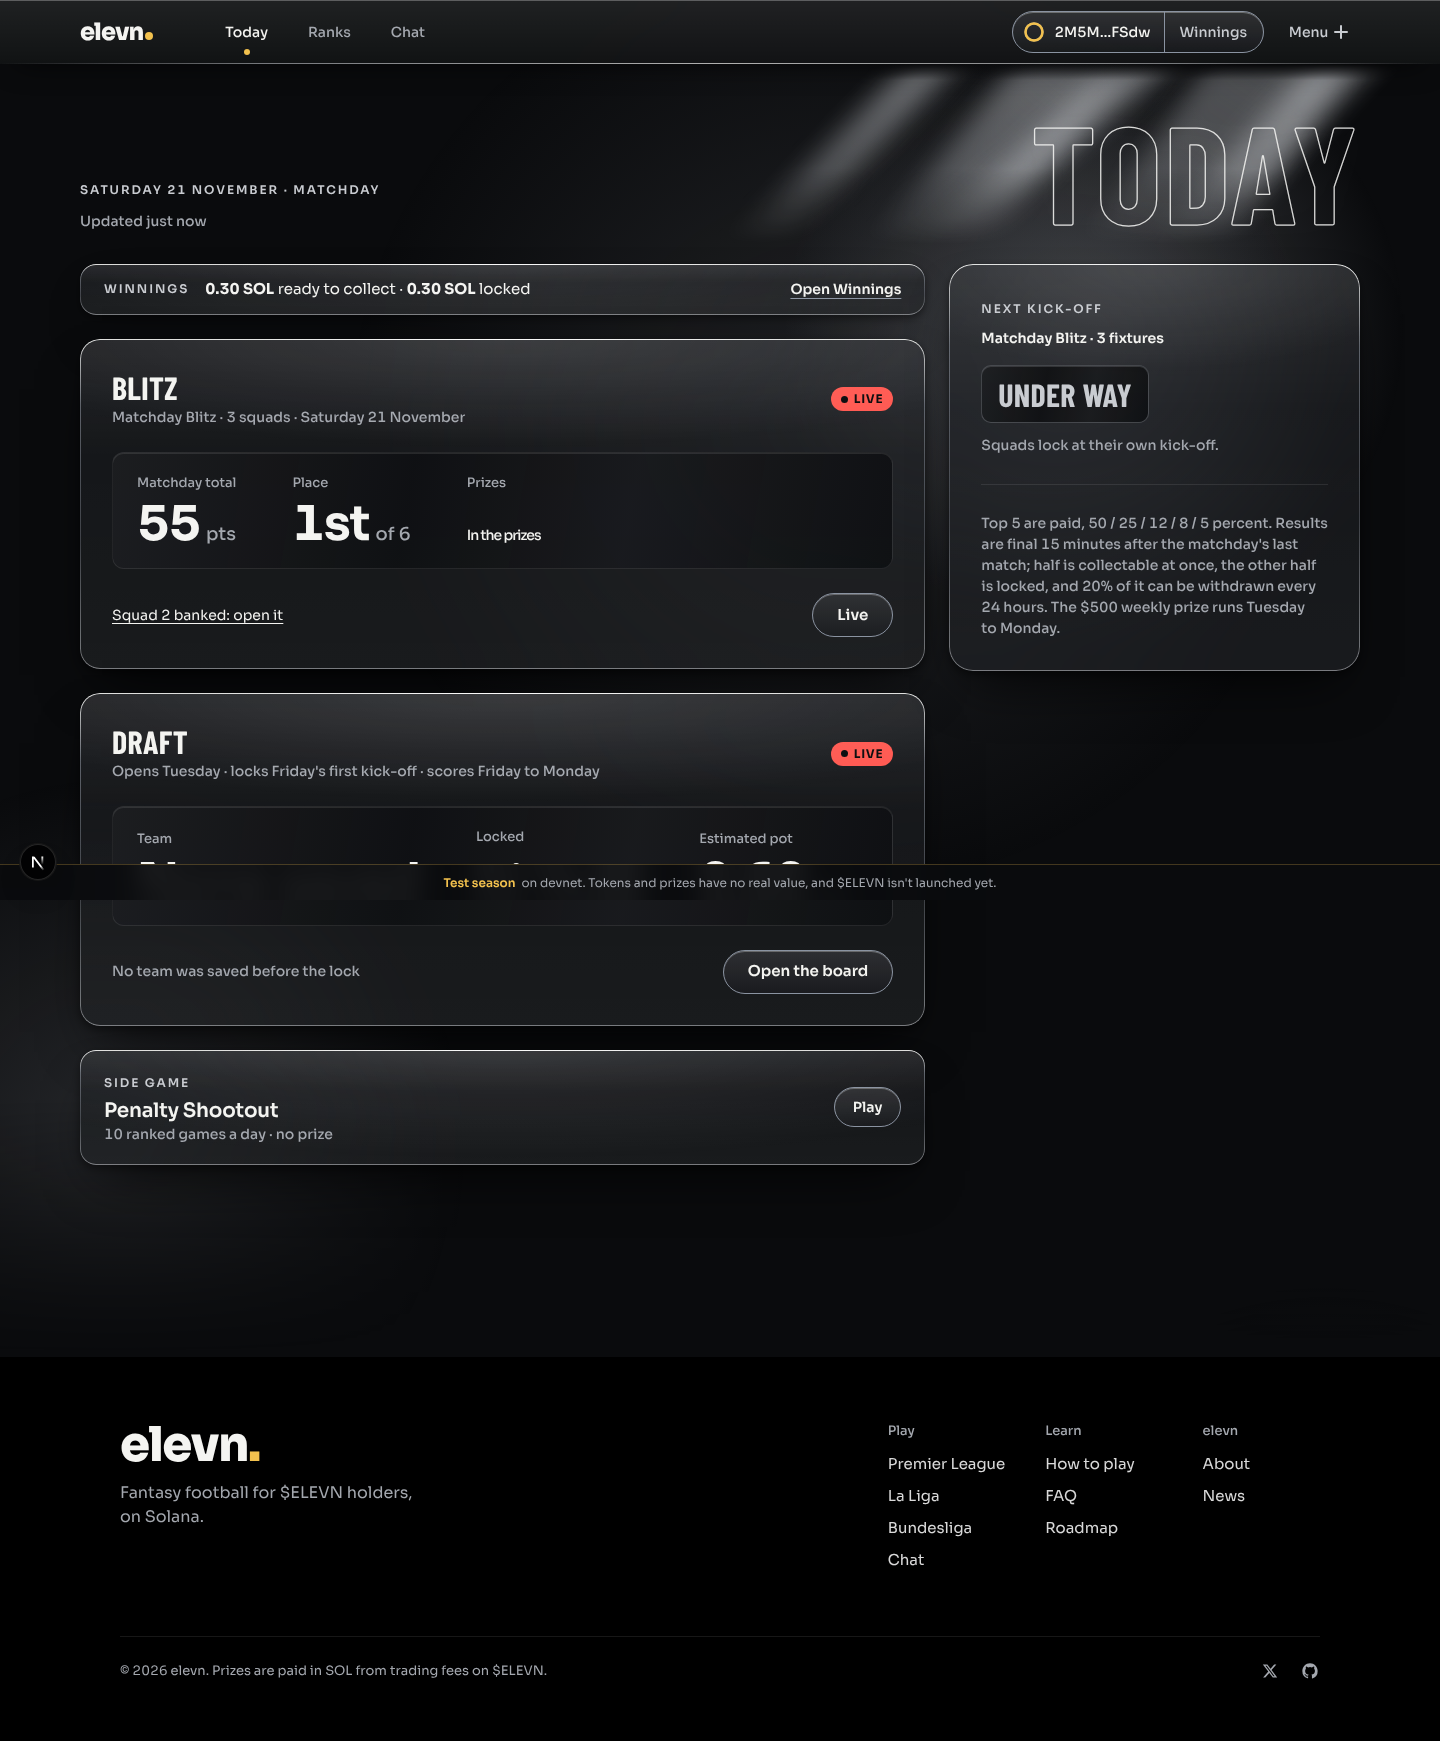 elevn.
Today
Ranks
Chat
2M5M...FSdw
Winnings
Menu
TODAY
SATURDAY 21 NOVEMBER · MATCHDAY
Updated just now
WINNINGS 0.30 SOL ready to collect · 0.30 SOL locked
Open Winnings
BLITZ
Matchday Blitz · 3 squads · Saturday 21 November
LIVE
Matchday total
55 pts
Place
1st of 6
Prizes
In the prizes
Squad 2 banked: open it
Live
NEXT KICK-OFF
Matchday Blitz · 3 fixtures
UNDER WAY
Squads lock at their own kick-off.
Top 5 are paid, 50 / 25 / 12 / 8 / 5 percent. Results
are final 15 minutes after the matchday's last
match; half is collectable at once, the other half
is locked, and 20% of it can be withdrawn every
24 hours. The $500 weekly prize runs Tuesday
to Monday.
DRAFT
Opens Tuesday · locks Friday's first kick-off · scores Friday to Monday
LIVE
Team
Locked
Estimated pot
N
Test season on devnet. Tokens and prizes have no real value, and $ELEVN isn't launched yet.
No team was saved before the lock
Open the board
SIDE GAME
Penalty Shootout
10 ranked games a day · no prize
Play
elevn.
Fantasy football for $ELEVN holders,
on Solana.
Play
Premier League
La Liga
Bundesliga
Chat
Learn
How to play
FAQ
Roadmap
elevn
About
News
© 2026 elevn. Prizes are paid in SOL from trading fees on $ELEVN.